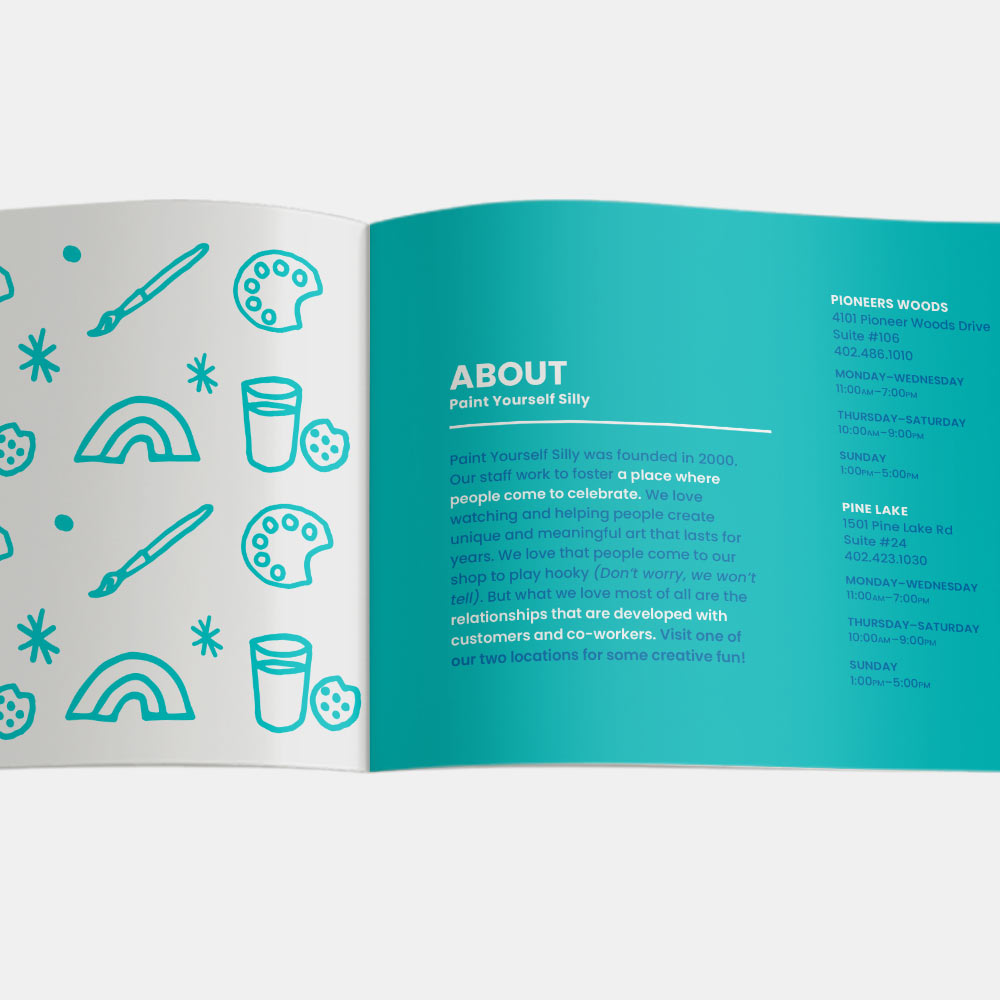 ABOUT
Paint Yourself Silly
Paint Yourself Silly was founded in 2000.
Our staff work to foster a place where
people come to celebrate. We love
watching and helping people create
unique and meaningful art that lasts for
years. We love that people come to our
shop to play hooky (Don't worry, we won't
tell). But what we love most of all are the
relationships that are developed with
customers and co-workers. Visit one of
our two locations for some creative fun!
PIONEERS WOODS
4101 Pioneer Woods Drive
Suite #106
402.486.1010
MONDAY–WEDNESDAY
11:00AM–7:00PM
THURSDAY–SATURDAY
10:00AM–9:00PM
SUNDAY
1:00PM–5:00PM
PINE LAKE
1501 Pine Lake Rd
Suite #24
402.423.1030
MONDAY–WEDNESDAY
11:00AM–7:00PM
THURSDAY–SATURDAY
10:00AM–9:00PM
SUNDAY
1:00PM–5:00PM